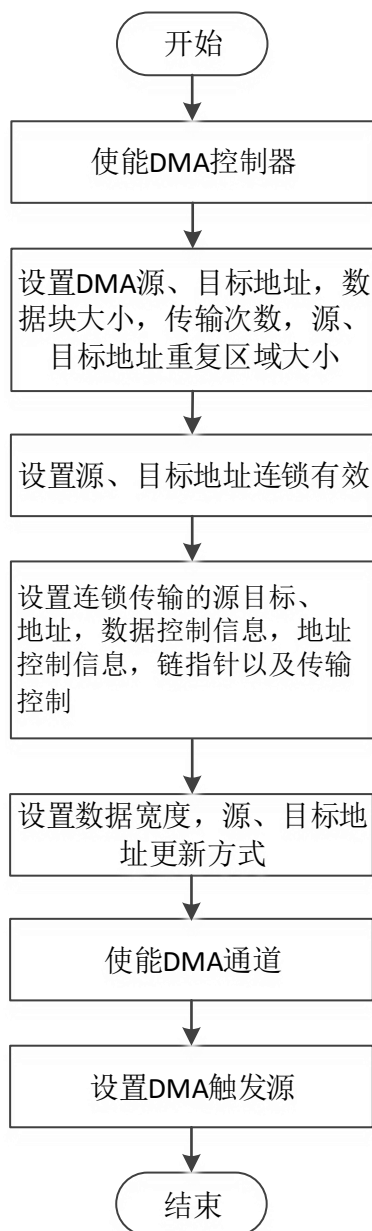 开始
使能DMA控制器
设置DMA源、目标地址，数
据块大小，传输次数，源、
目标地址重复区域大小
设置源、目标地址连锁有效
设置连锁传输的源目标、
地址，数据控制信息，地址
控制信息，链指针以及传输
控制
设置数据宽度，源、目标地
址更新方式
使能DMA通道
设置DMA触发源
结束